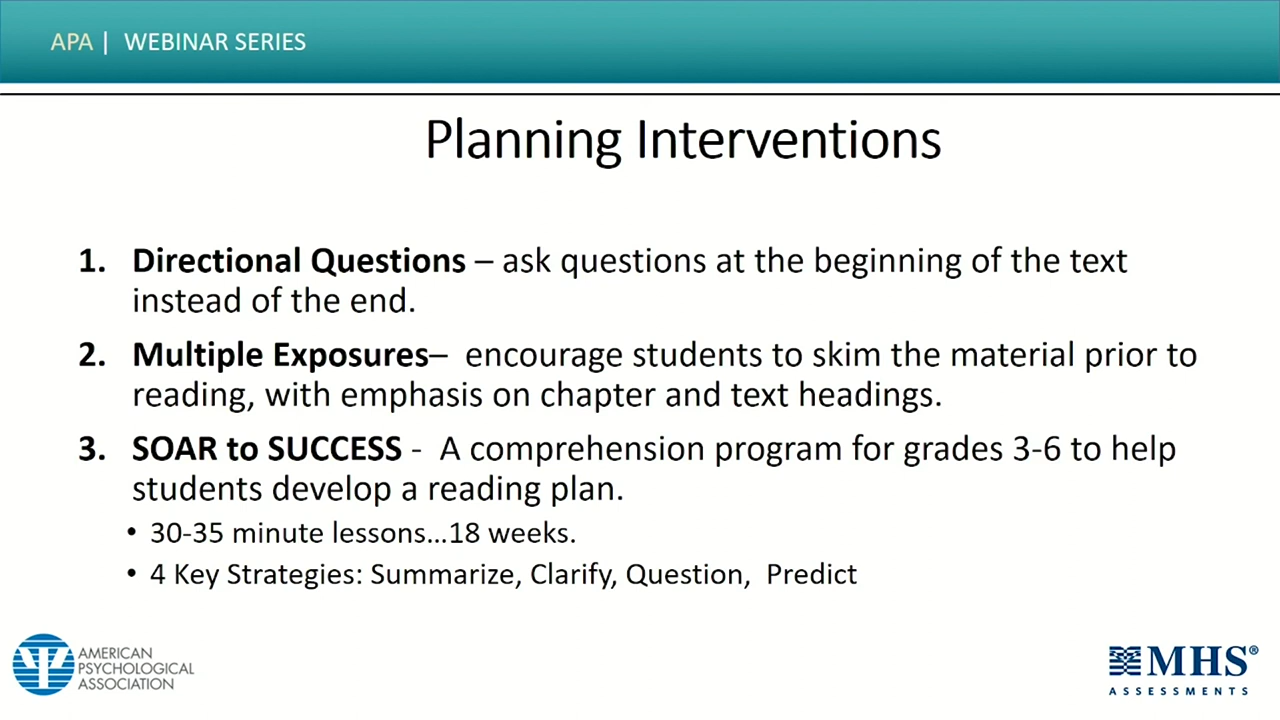 APA | WEBINAR SERIES
Planning Interventions
1. Directional Questions – ask questions at the beginning of the text
instead of the end.
2. Multiple Exposures– encourage students to skim the material prior to
reading, with emphasis on chapter and text headings.
3. SOAR to SUCCESS - A comprehension program for grades 3-6 to help
students develop a reading plan.
• 30-35 minute lessons…18 weeks.
• 4 Key Strategies: Summarize, Clarify, Question, Predict
AMERICAN
PSYCHOLOGICAL
ASSOCIATION
MHS®
ASSESSMENTS